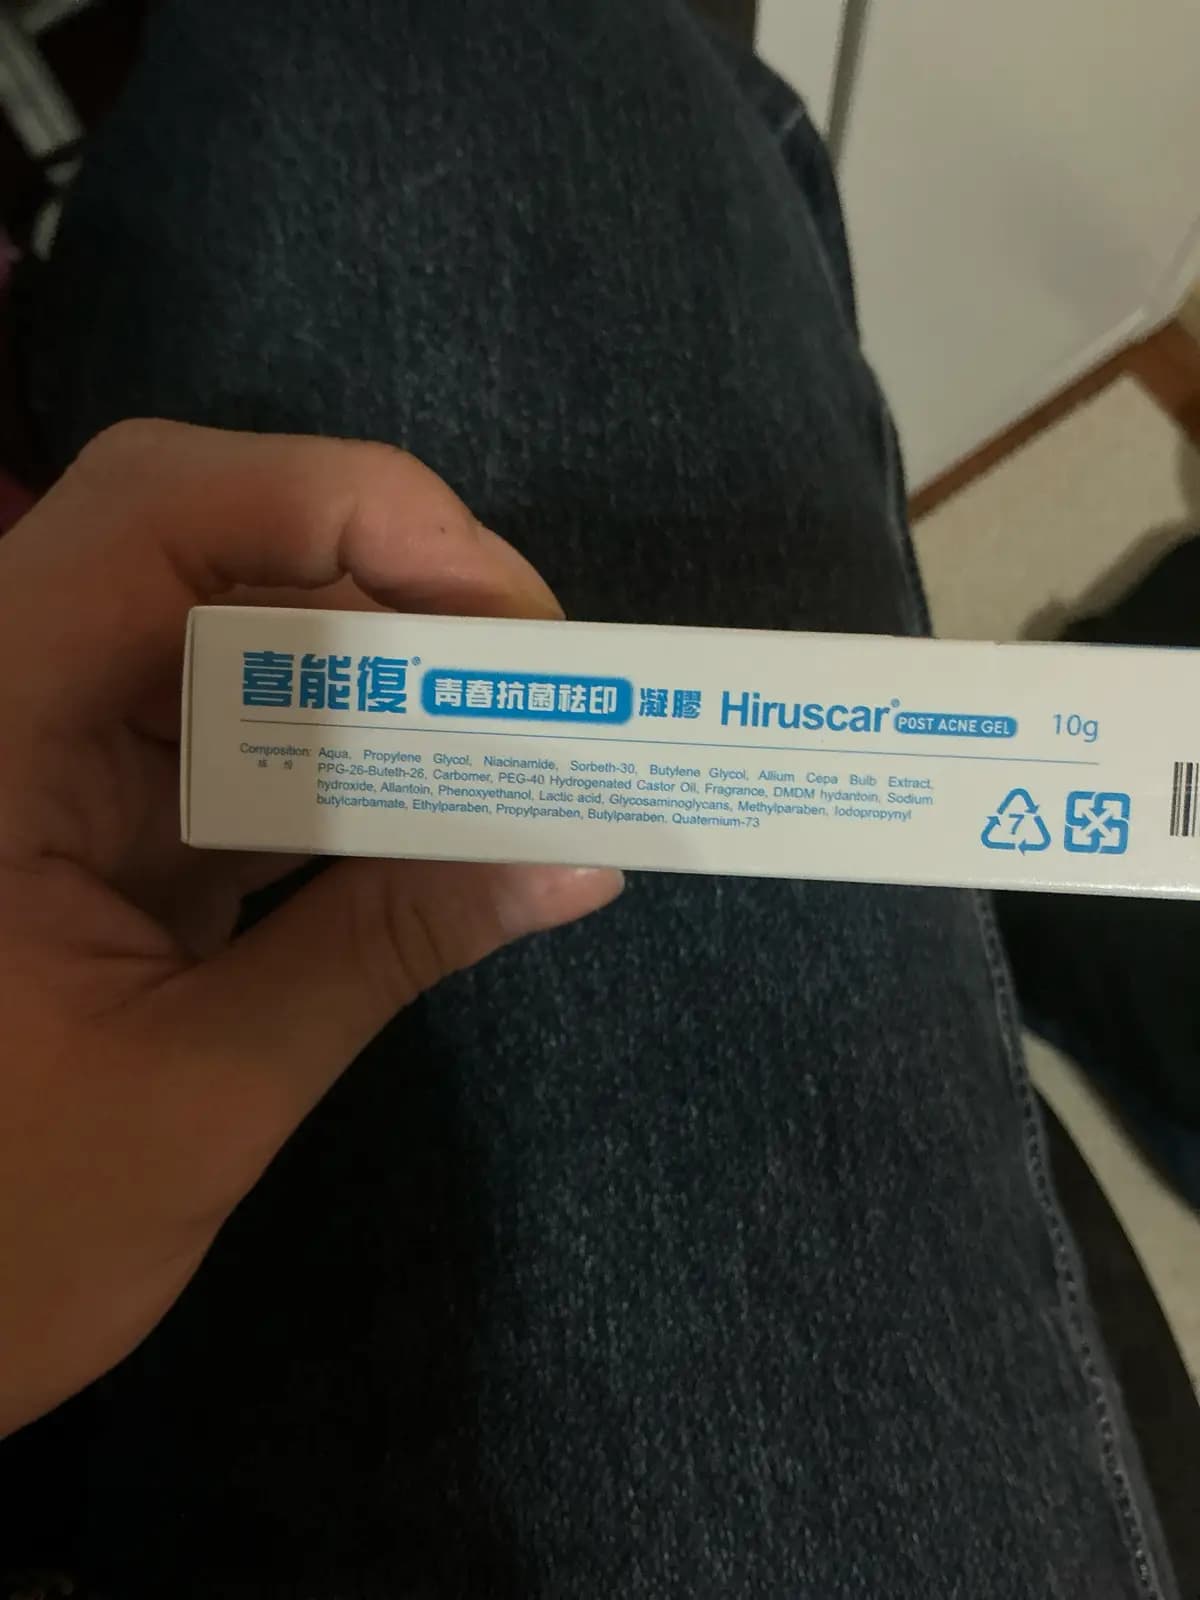 喜能復® 青春抗菌祛印 凝膠 Hiruscar® POST ACNE GEL 10g
Composition: Aqua, Propylene Glycol, Niacinamide, Sorbeth-30, Butylene Glycol, Allium Cepa Bulb Extract,
成份 PPG-26-Buteth-26, Carbomer, PEG-40 Hydrogenated Castor Oil, Fragrance, DMDM hydantoin, Sodium
hydroxide, Allantoin, Phenoxyethanol, Lactic acid, Glycosaminoglycans, Methylparaben, Iodopropynyl
butylcarbamate, Ethylparaben, Propylparaben, Butylparaben, Quaternium-73
7